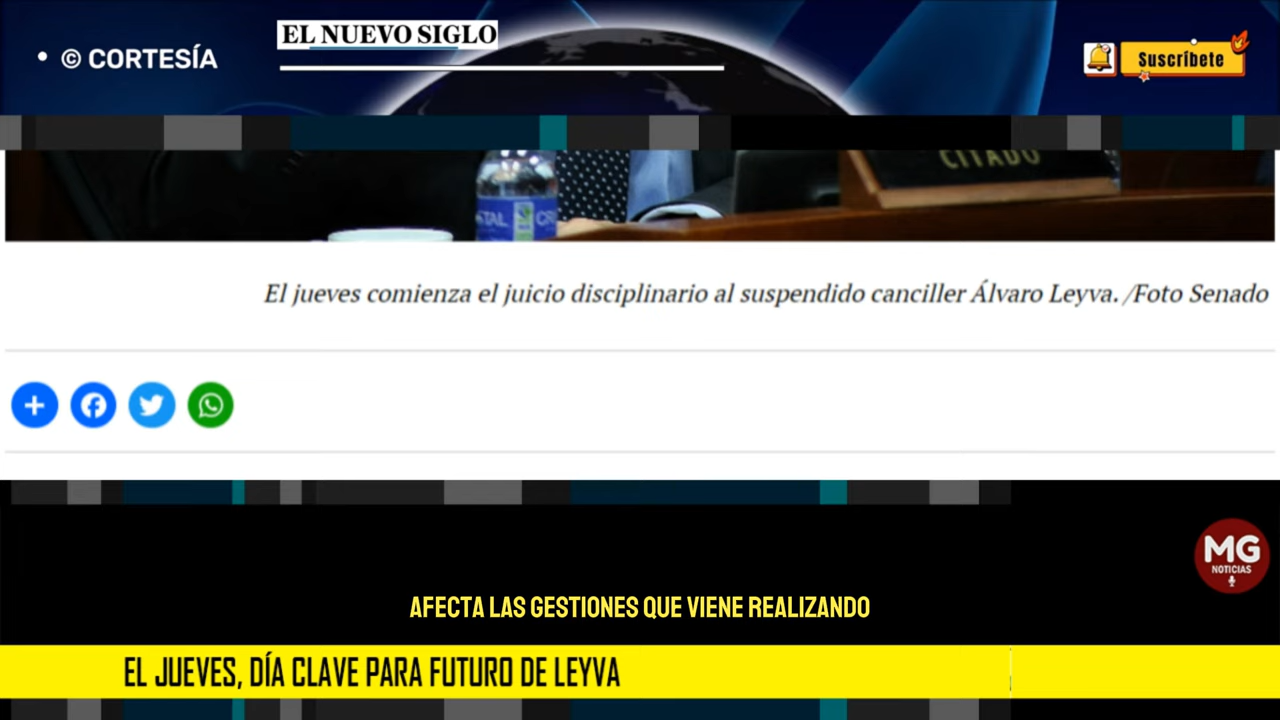 • © CORTESÍA
EL NUEVO SIGLO
Suscríbete
CITADO
El jueves comienza el juicio disciplinario al suspendido canciller Álvaro Leyva. /Foto Senado
MG
NOTICIAS
AFECTA LAS GESTIONES QUE VIENE REALIZANDO
EL JUEVES, DÍA CLAVE PARA FUTURO DE LEYVA